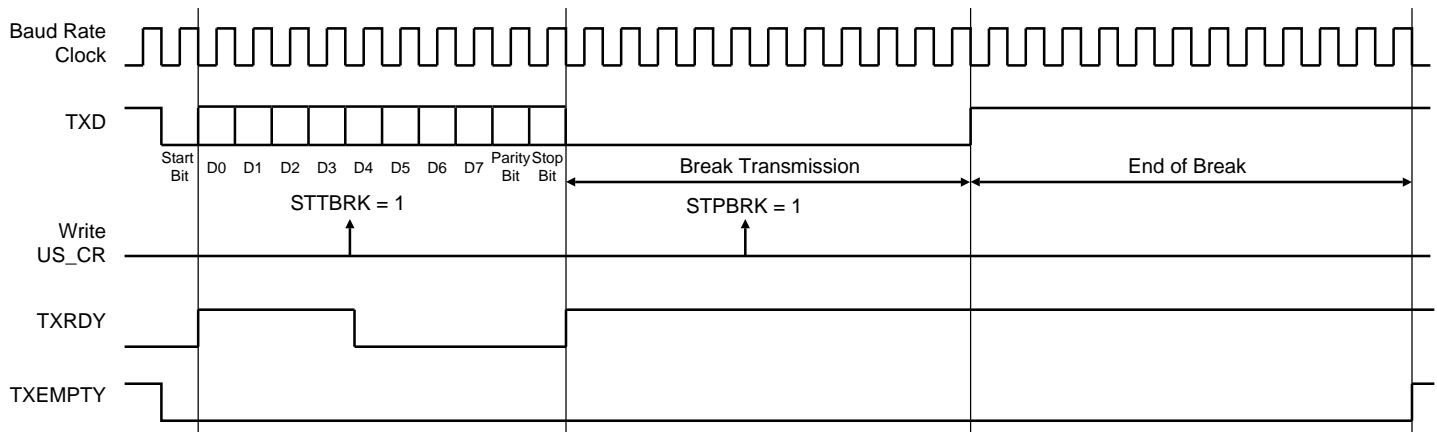 Baud Rate
Clock
TXD
Start
Bit
D0
D1
D2
D3
D4
D5
D6
D7
Parity
Bit
Stop
Bit
Break Transmission
End of Break
STTBRK = 1
STPBRK = 1
Write
US_CR
TXRDY
TXEMPTY